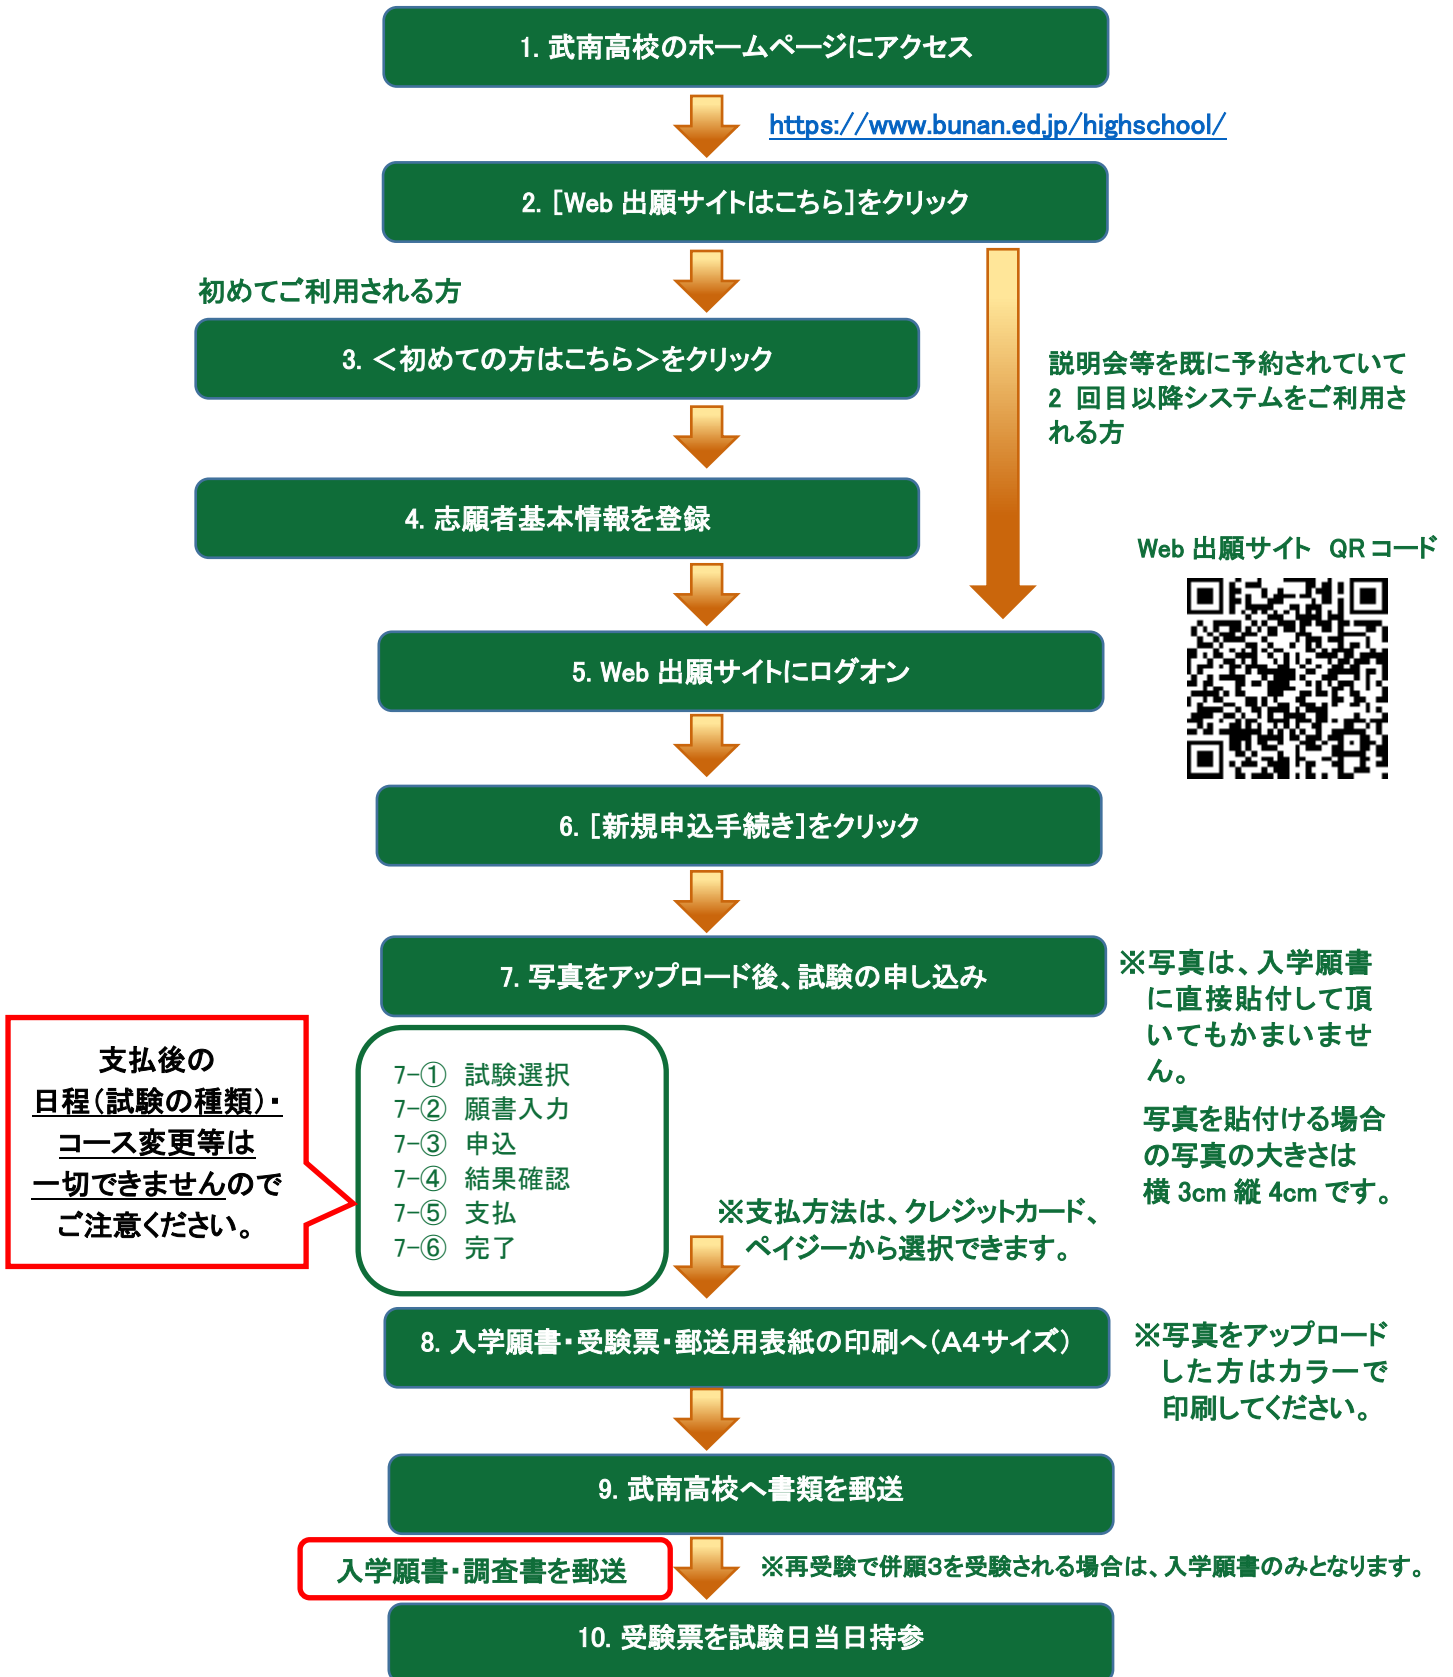 1. 武南高校のホームページにアクセス
https://www.bunan.ed.jp/highschool/
2. [Web 出願サイトはこちら]をクリック
初めてご利用される方
3. ＜初めての方はこちら＞をクリック
説明会等を既に予約されていて
2 回目以降システムをご利用さ
れる方
4. 志願者基本情報を登録
Web 出願サイト　QR コード
5. Web 出願サイトにログオン
6. [新規申込手続き]をクリック
7. 写真をアップロード後、試験の申し込み
※写真は、入学願書
に直接貼付して頂
いてもかまいませ
ん。
写真を貼付ける場合
の写真の大きさは
横 3cm 縦 4cm です。
支払後の
日程（試験の種類）・
コース変更等は
一切できませんので
ご注意ください。
7-①　試験選択
7-②　願書入力
7-③　申込
7-④　結果確認
7-⑤　支払
7-⑥　完了
※支払方法は、クレジットカード、
ペイジーから選択できます。
8. 入学願書・受験票・郵送用表紙の印刷へ（A4サイズ）
※写真をアップロード
した方はカラーで
印刷してください。
9. 武南高校へ書類を郵送
入学願書・調査書を郵送
※再受験で併願3を受験される場合は、入学願書のみとなります。
10. 受験票を試験日当日持参